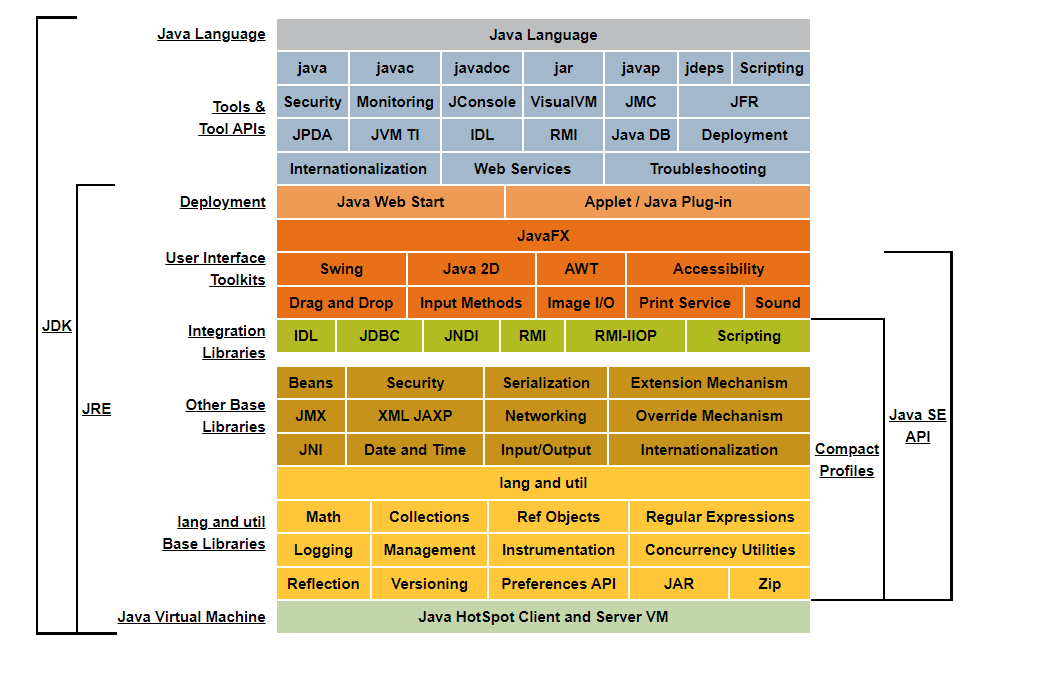 Java Language Java Language
java javac javadoc jar javap jdeps Scripting
Tools &
Tool APIs
Security Monitoring JConsole VisualVM JMC JFR
JPDA JVM TI IDL RMI Java DB Deployment
Internationalization Web Services Troubleshooting
Deployment Java Web Start Applet / Java Plug-in
JavaFX
User Interface
Toolkits
Swing Java 2D AWT Accessibility
Drag and Drop Input Methods Image I/O Print Service Sound
JDK
Integration
Libraries
IDL JDBC JNDI RMI RMI-IIOP Scripting
Beans Security Serialization Extension Mechanism
JRE
Other Base
Libraries
JMX XML JAXP Networking Override Mechanism
Java SE
API
JNI Date and Time Input/Output Internationalization
Compact
Profiles
lang and util
lang and util
Base Libraries
Math Collections Ref Objects Regular Expressions
Logging Management Instrumentation Concurrency Utilities
Reflection Versioning Preferences API JAR Zip
Java Virtual Machine Java HotSpot Client and Server VM